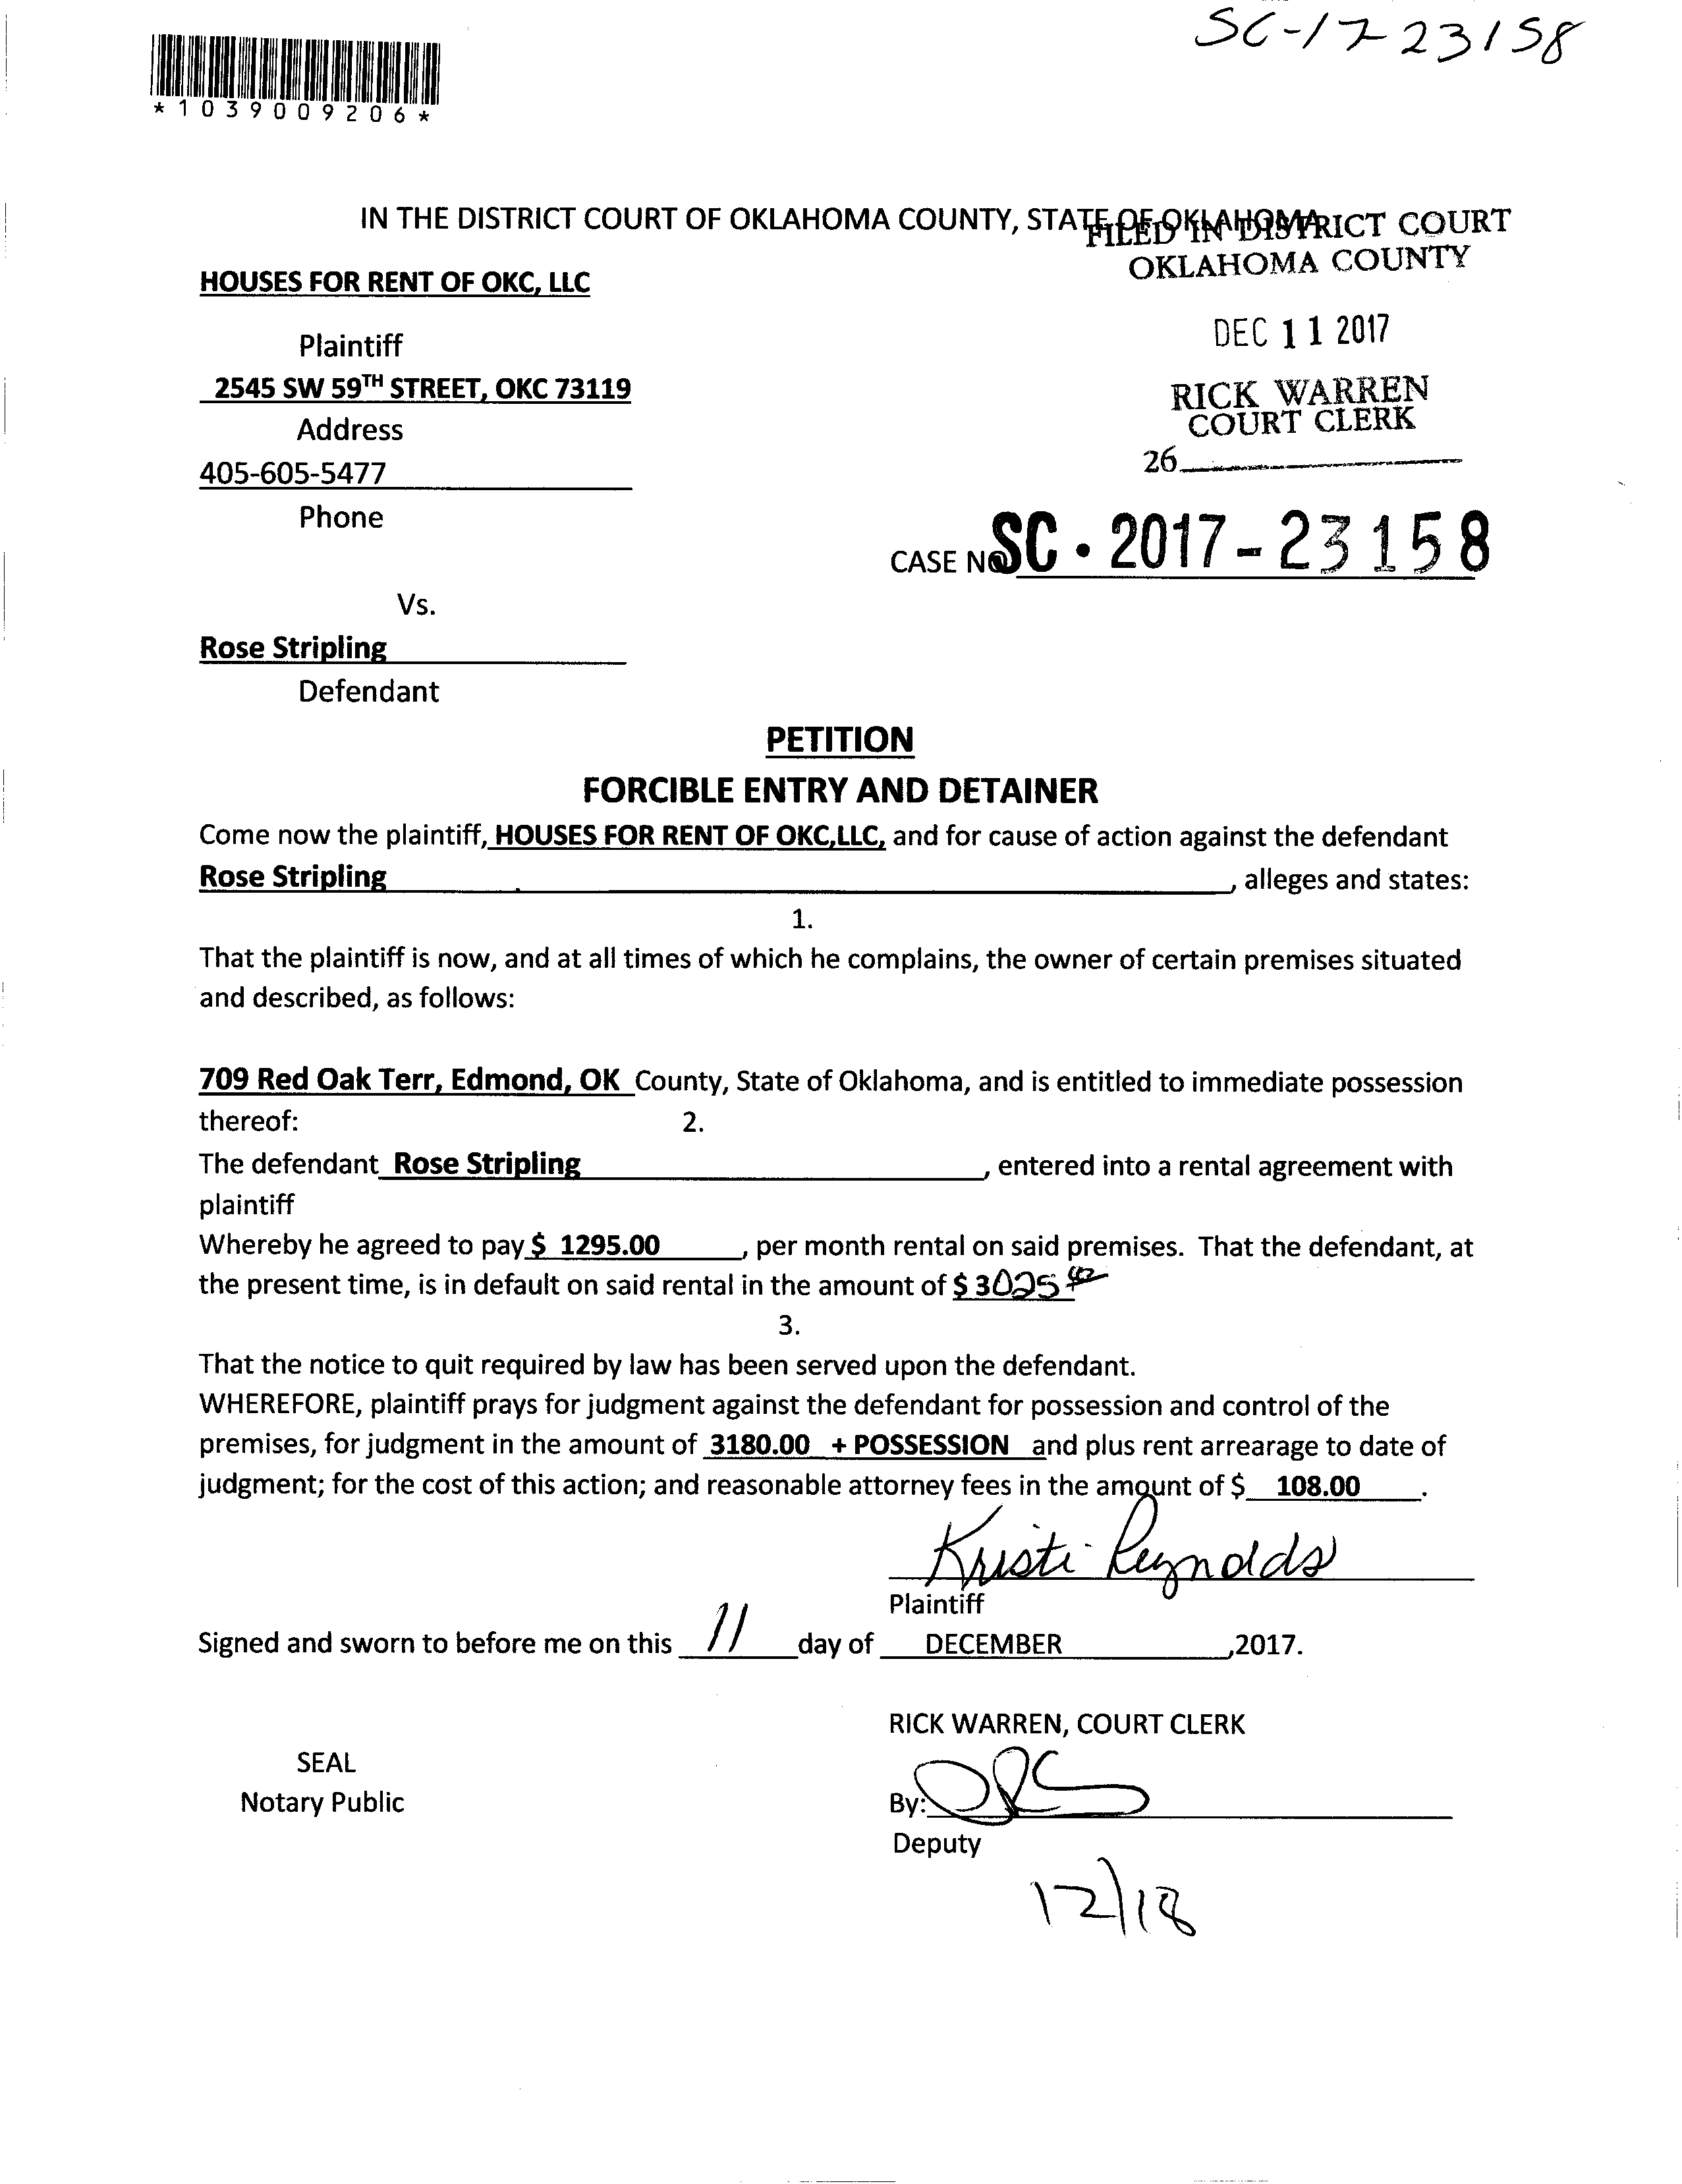 SC-17-23158
*1039009206*
IN THE DISTRICT COURT OF OKLAHOMA COUNTY, STATE OF OKLAHOMA
FILED IN DISTRICT COURT
OKLAHOMA COUNTY
HOUSES FOR RENT OF OKC, LLC
DEC 11 2017
Plaintiff
2545 SW 59TH STREET, OKC 73119
RICK WARREN
COURT CLERK
Address
26
405-605-5477
Phone
CASE NO SC - 2017 - 23158
Vs.
Rose Stripling
Defendant
PETITION
FORCIBLE ENTRY AND DETAINER
Come now the plaintiff, HOUSES FOR RENT OF OKC,LLC, and for cause of action against the defendant
Rose Stripling, alleges and states:
1.
That the plaintiff is now, and at all times of which he complains, the owner of certain premises situated
and described, as follows:
709 Red Oak Terr, Edmond, OK County, State of Oklahoma, and is entitled to immediate possession
thereof: 2.
The defendant Rose Stripling, entered into a rental agreement with
plaintiff
Whereby he agreed to pay $ 1295.00, per month rental on said premises. That the defendant, at
the present time, is in default on said rental in the amount of $ 3025
3.
That the notice to quit required by law has been served upon the defendant.
WHEREFORE, plaintiff prays for judgment against the defendant for possession and control of the
premises, for judgment in the amount of 3180.00 + POSSESSION and plus rent arrearage to date of
judgment; for the cost of this action; and reasonable attorney fees in the amount of $ 108.00.
Kristi Reynolds
Plaintiff
Signed and sworn to before me on this 11 day of DECEMBER,2017.
RICK WARREN, COURT CLERK
SEAL
Notary Public
By:
Deputy
12/18